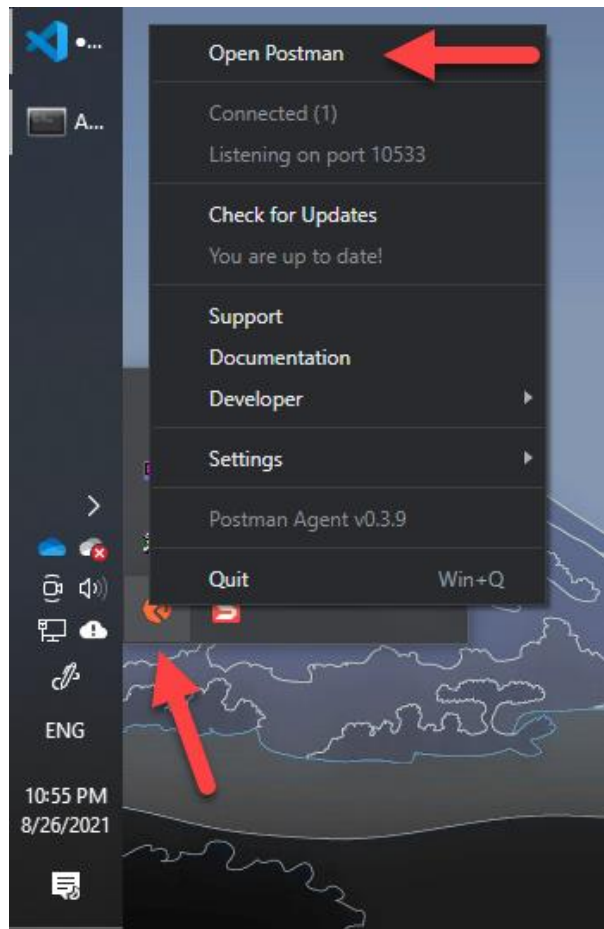 ●...
A...
Open Postman
Connected (1)
Listening on port 10533
Check for Updates
You are up to date!
Support
Documentation
Developer
Settings
Postman Agent v0.3.9
Quit Win+Q
ENG
10:55 PM
8/26/2021